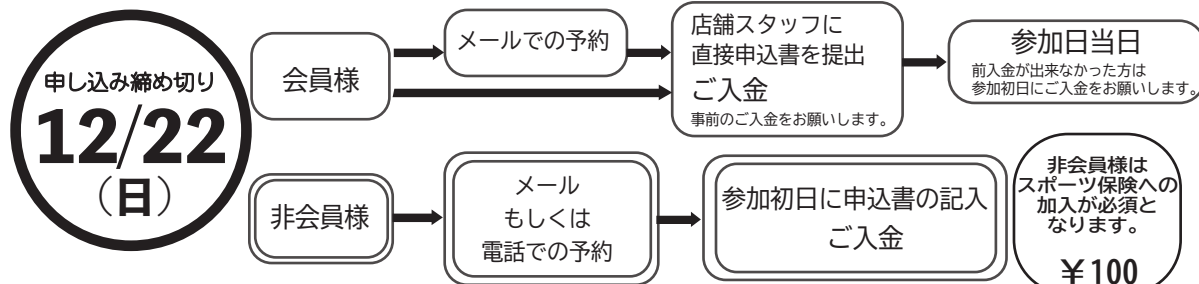 申し込み締め切り
12/22
（日）
会員様
メールでの予約
店舗スタッフに
直接申込書を提出
ご入金
事前のご入金をお願いします。
参加日当日
前入金が出来なかった方は
参加初日にご入金をお願いします。
非会員様
メール
もしくは
電話での予約
参加初日に申込書の記入
ご入金
非会員様は
スポーツ保険への
加入が必須と
なります。
￥100